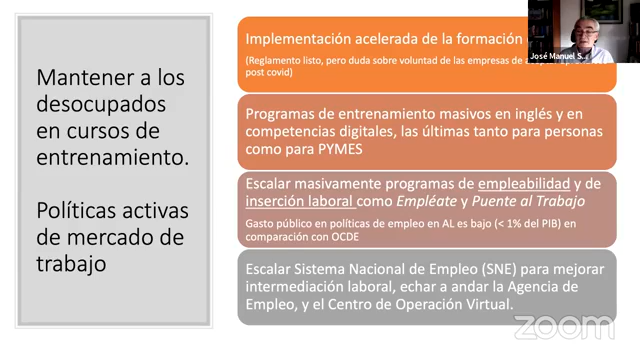 Mantener a los
desocupados
en cursos de
entrenamiento.
Políticas activas
de mercado de
trabajo
Implementación acelerada de la formación
(Reglamento listo, pero duda sobre voluntad de las empresas de
post covid)
Programas de entrenamiento masivos en inglés y en
competencias digitales, las últimas tanto para personas
como para PYMES
Escalar masivamente programas de empleabilidad y de
inserción laboral como Empléate y Puente al Trabajo
Gasto público en políticas de empleo en AL es bajo (< 1% del PIB) en
comparación con OCDE
Escalar Sistema Nacional de Empleo (SNE) para mejorar
intermediación laboral, echar a andar la Agencia de
Empleo, y el Centro de Operación Virtual.
José Manuel S...
zoom